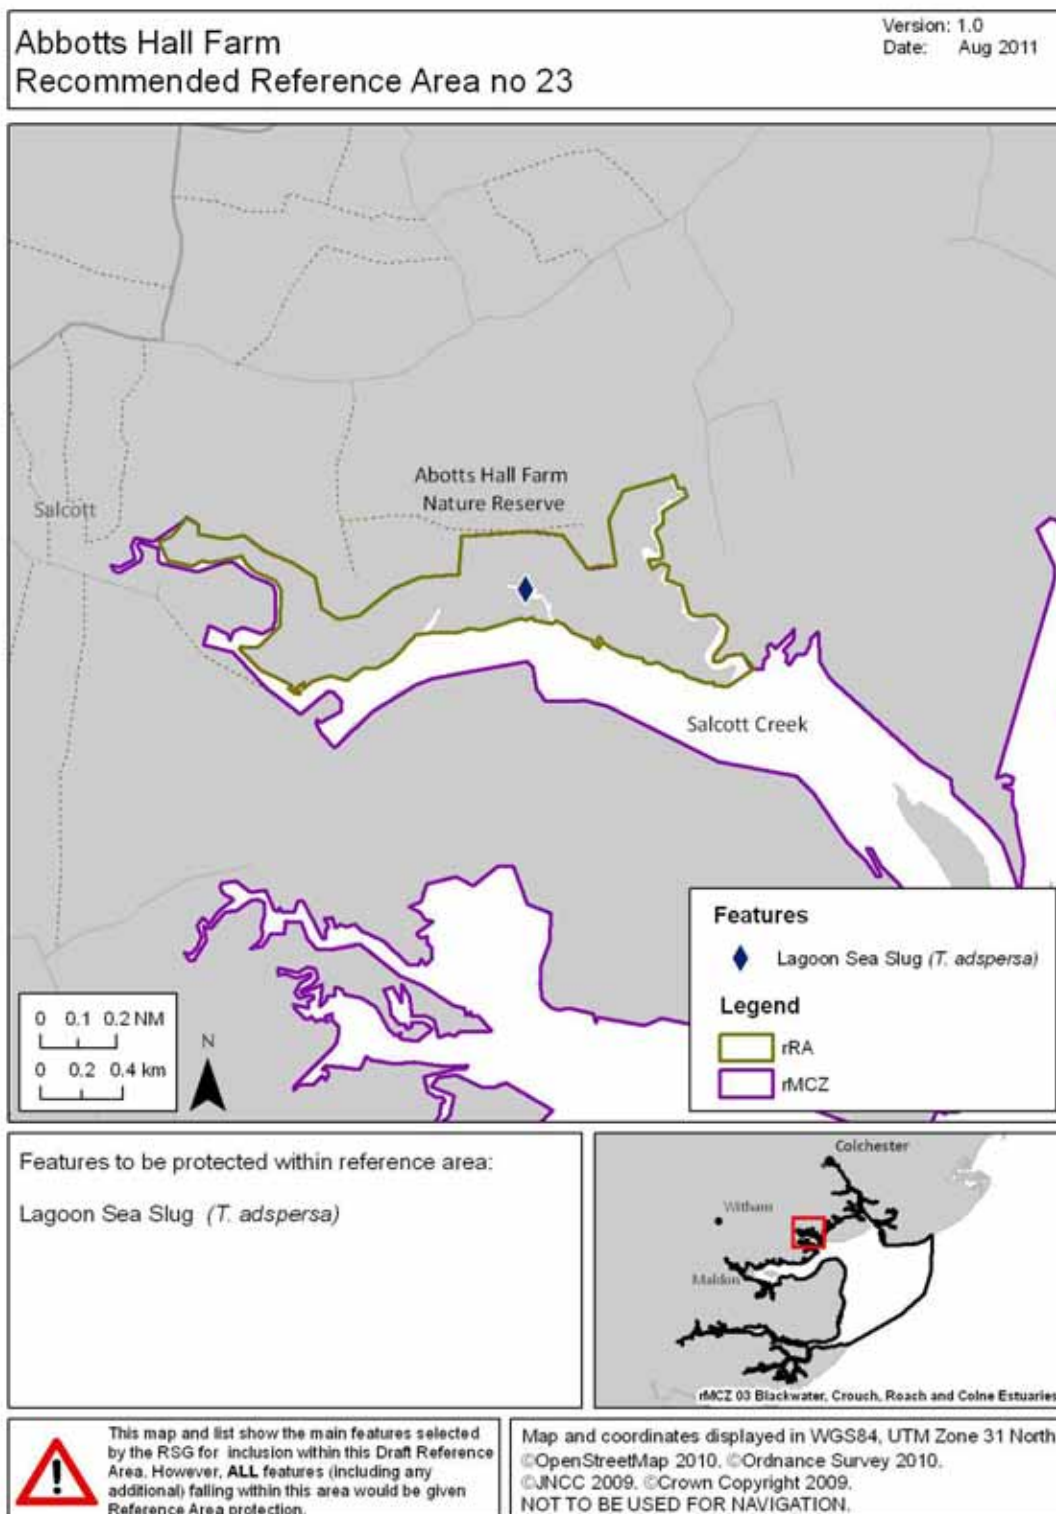 Abbotts Hall Farm
Recommended Reference Area no 23
Version: 1.0
Date: Aug 2011
Abotts Hall Farm
Nature Reserve
Salcott
Salcott Creek
Features
Lagoon Sea Slug (T. adspersa)
Legend
rRA
rMCZ
0 0.1 0.2 NM
0 0.2 0.4 km
N
Features to be protected within reference area:
Lagoon Sea Slug (T. adspersa)
Colchester
Witham
Maldon
rMCZ 03 Blackwater, Crouch, Roach and Colne Estuaries
This map and list show the main features selected
by the RSG for inclusion within this Draft Reference
Area. However, ALL features (including any
additional) falling within this area would be given
Reference Area protection.
Map and coordinates displayed in WGS84, UTM Zone 31 North
©OpenStreetMap 2010. ©Ordnance Survey 2010.
©JNCC 2009. ©Crown Copyright 2009.
NOT TO BE USED FOR NAVIGATION.